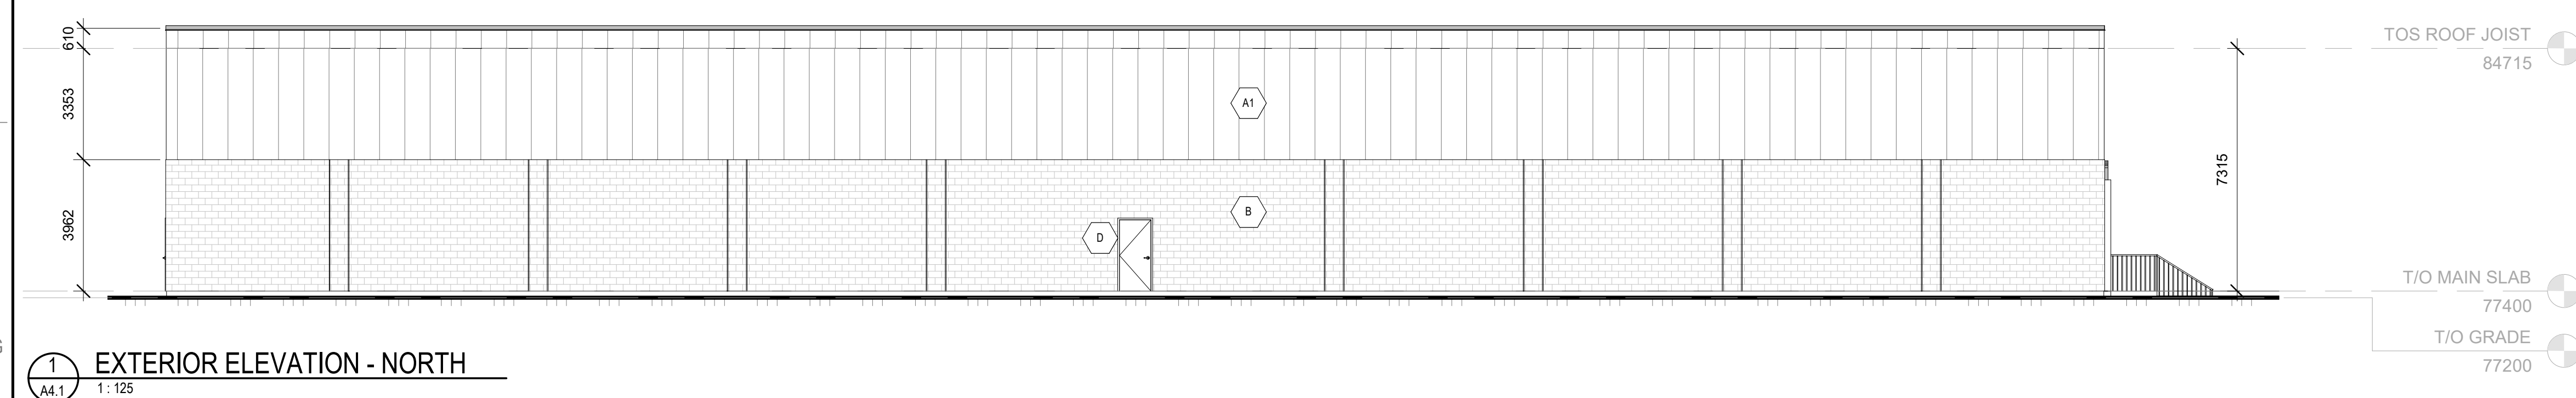 610
3353
3962
A1
B
D
7315
TOS ROOF JOIST
84715
T/O MAIN SLAB
77400
T/O GRADE
77200
1
A4.1
EXTERIOR ELEVATION - NORTH
1 : 125